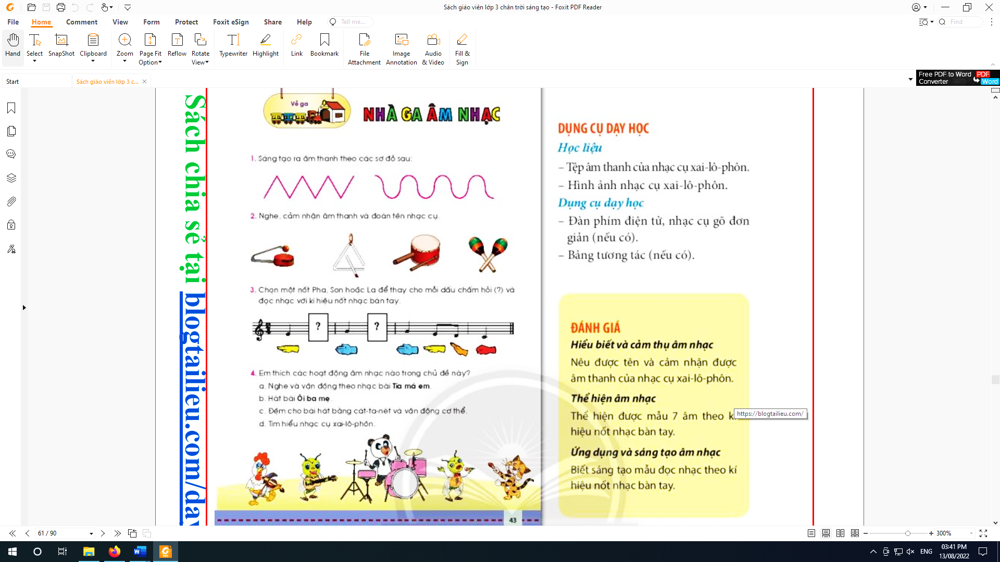 Sách giáo viên lớp 3 chân trời sáng tạo - Foxit PDF Reader
File Home Comment View Form Protect Foxit eSign Share Help Tell me... Find
Hand Select SnapShot Clipboard Zoom Page Fit Option Reflow Rotate View Typewriter Highlight Link Bookmark File Attachment Image Annotation Audio & Video Fill & Sign
Start Sách giáo viên lớp 3 c...
Free PDF to Word Converter PDF Word
Sách chia sẽ tại blogtailieu.com/day
Về ga
NHÀ GA ÂM NHẠC
1. Sáng tạo ra âm thanh theo các sơ đồ sau:
2. Nghe, cảm nhận âm thanh và đoán tên nhạc cụ.
3. Chọn một nốt Pha, Son hoặc La để thay cho mỗi dấu chấm hỏi (?) và
đọc nhạc với kí hiệu nốt nhạc bàn tay.
? ?
4. Em thích các hoạt động âm nhạc nào trong chủ đề này?
a. Nghe và vận động theo nhạc bài Tía má em.
b. Hát bài Ôi ba mẹ.
c. Đệm cho bài hát bằng cát-ta-nét và vận động cơ thể.
d. Tìm hiểu nhạc cụ xai-lô-phôn.
43
DỤNG CỤ DẠY HỌC
Học liệu
– Tệp âm thanh của nhạc cụ xai-lô-phôn.
– Hình ảnh nhạc cụ xai-lô-phôn.
Dụng cụ dạy học
– Đàn phím điện tử, nhạc cụ gõ đơn
giản (nếu có).
– Bảng tương tác (nếu có).
ĐÁNH GIÁ
Hiểu biết và cảm thụ âm nhạc
Nêu được tên và cảm nhận được
âm thanh của nhạc cụ xai-lô-phôn.
Thể hiện âm nhạc
Thể hiện được mẫu 7 âm theo k
https://blogtailieu.com/
hiệu nốt nhạc bàn tay.
Ứng dụng và sáng tạo âm nhạc
Biết sáng tạo mẫu đọc nhạc theo kí
hiệu nốt nhạc bàn tay.
61 / 90 300%
ENG 03:41 PM
13/08/2022